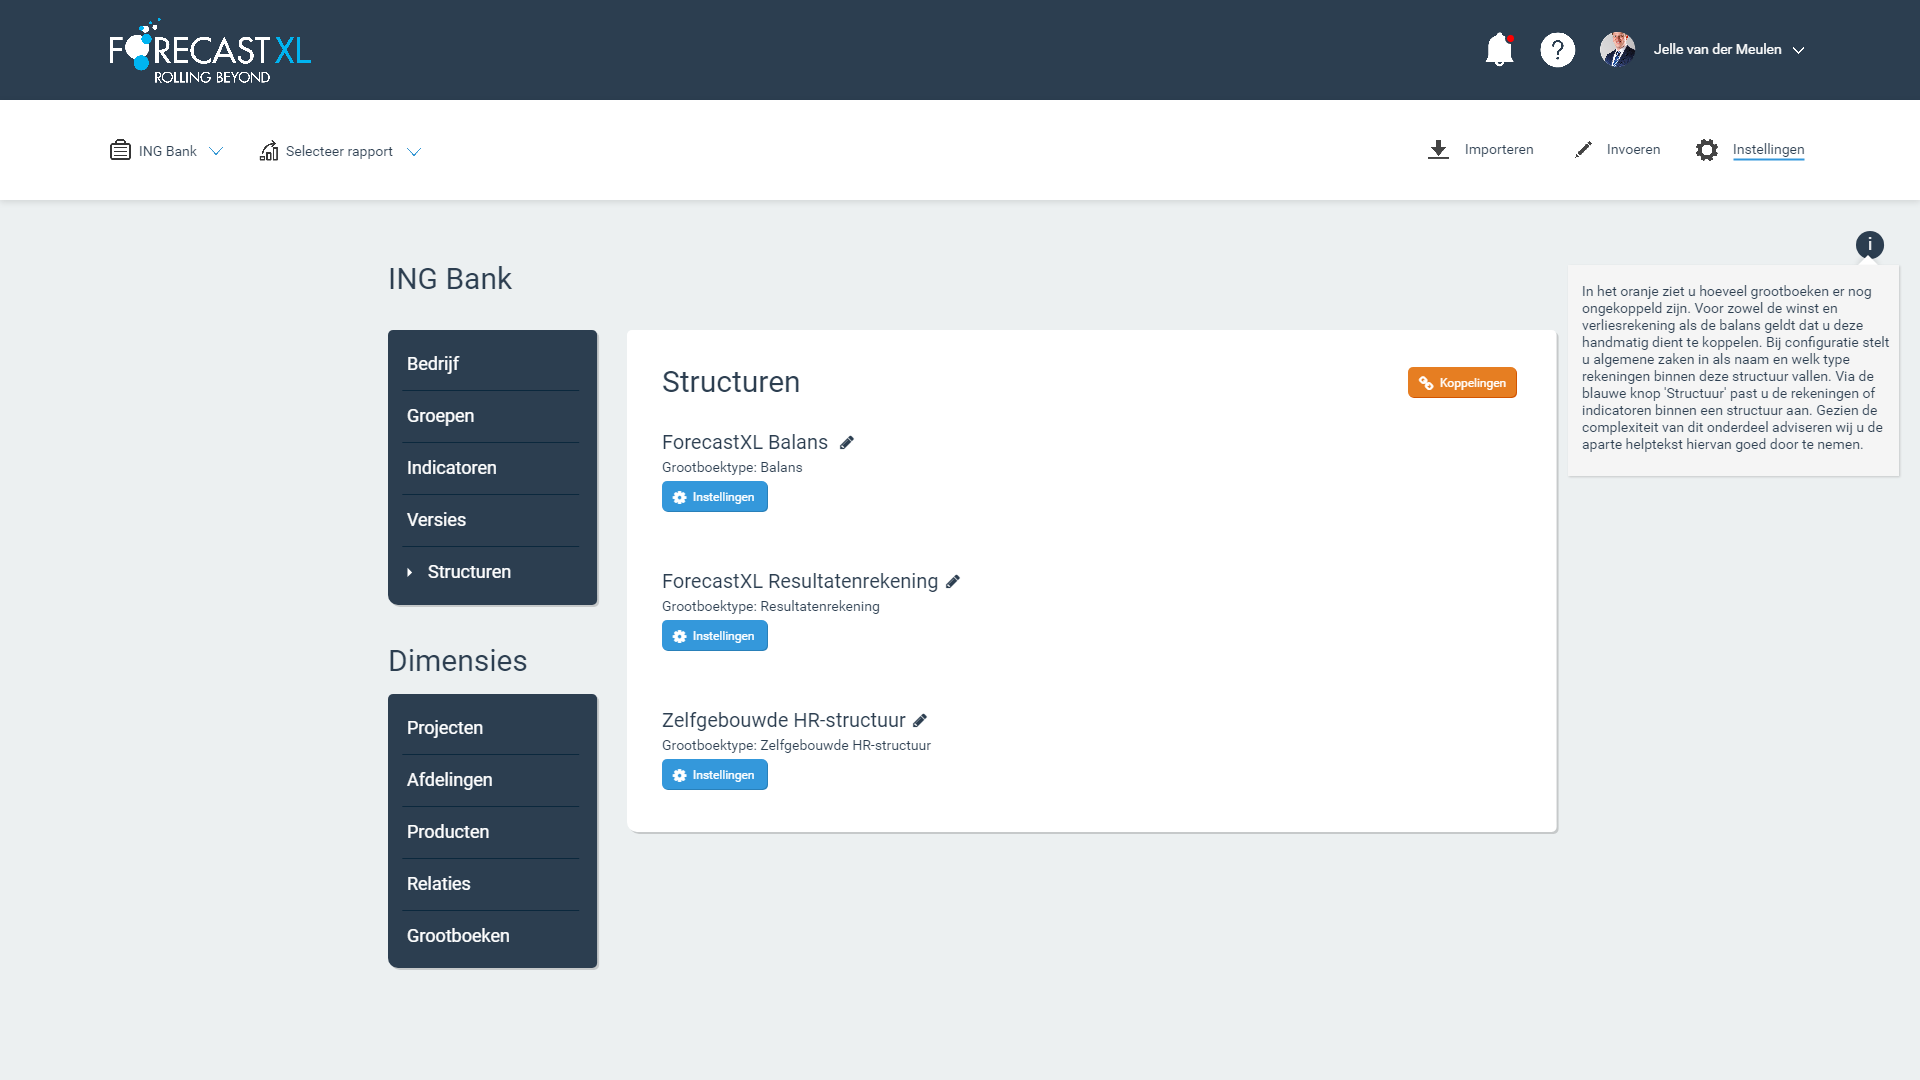 FORECAST XL
ROLLING BEYOND
Jelle van der Meulen
ING Bank
Selecteer rapport
Importeren
Invoeren
Instellingen
ING Bank
Bedrijf
Groepen
Indicatoren
Versies
Structuren
Dimensies
Projecten
Afdelingen
Producten
Relaties
Grootboeken
Structuren
Koppelingen
ForecastXL Balans
Grootboektype: Balans
Instellingen
ForecastXL Resultatenrekening
Grootboektype: Resultatenrekening
Instellingen
Zelfgebouwde HR-structuur
Grootboektype: Zelfgebouwde HR-structuur
Instellingen
i
In het oranje ziet u hoeveel grootboeken er nog
ongekoppeld zijn. Voor zowel de winst en
verliesrekening als de balans geldt dat u deze
handmatig dient te koppelen. Bij configuratie stelt
u algemene zaken in als naam en welk type
rekeningen binnen deze structuur vallen. Via de
blauwe knop 'Structuur' past u de rekeningen of
indicatoren binnen een structuur aan. Gezien de
complexiteit van dit onderdeel adviseren wij u de
aparte helptekst hiervan goed door te nemen.